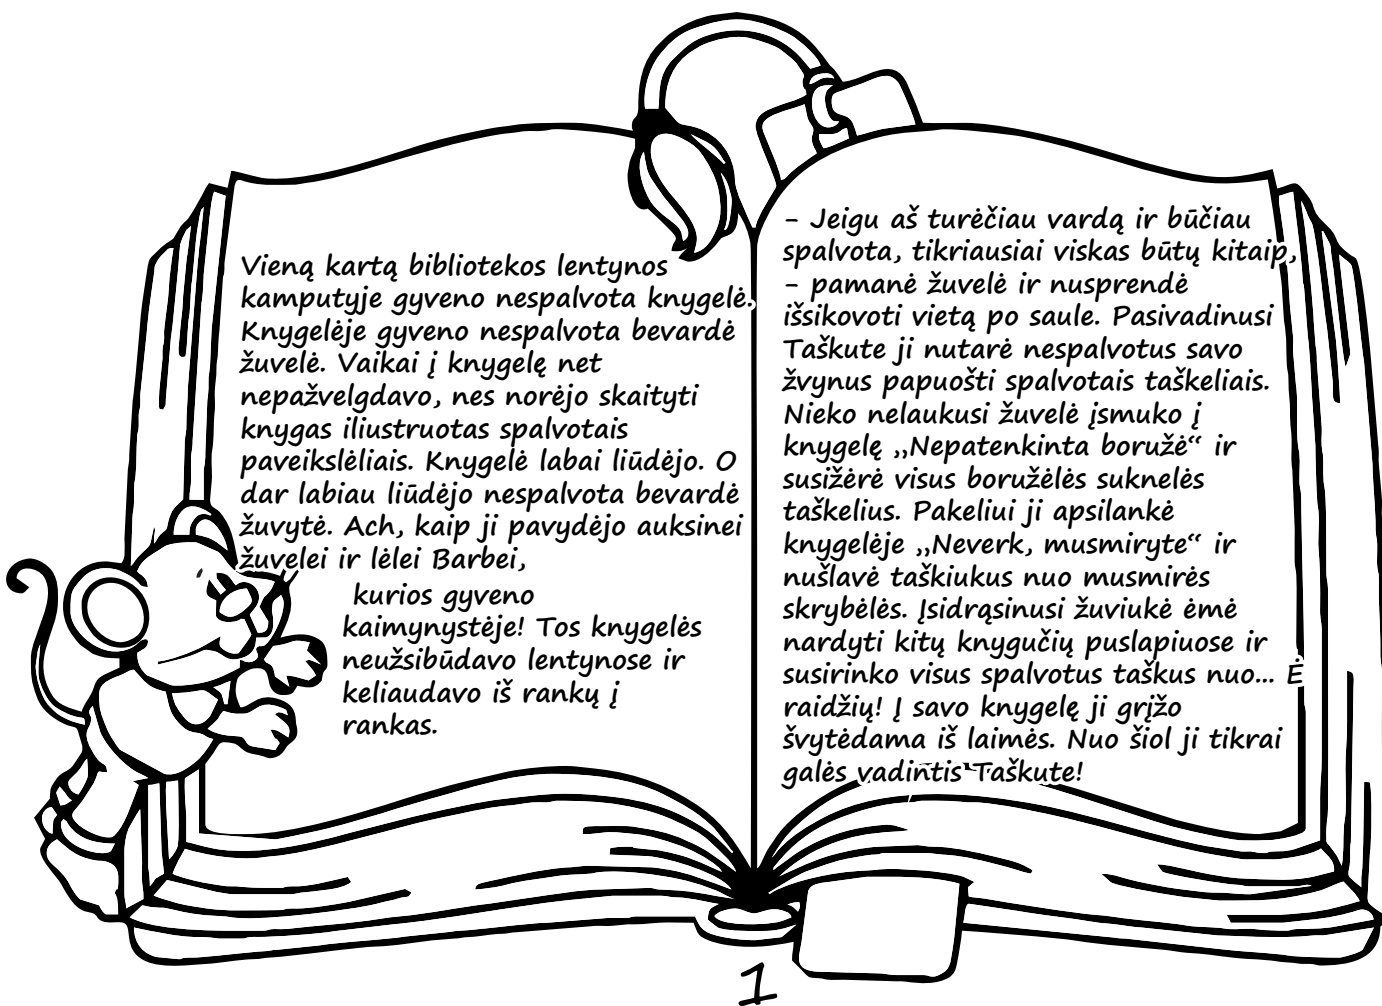 Vieną kartą bibliotekos lentynos
kamputyje gyveno nespalvota knygelė.
Knygelėje gyveno nespalvota bevardė
žuvelė. Vaikai į knygelę net
nepažvelgdavo, nes norėjo skaityti
knygas iliustruotas spalvotais
paveikslėliais. Knygelė labai liūdėjo. O
dar labiau liūdėjo nespalvota bevardė
žuvytė. Ach, kaip ji pavydėjo auksinei
žuvelei ir lėlei Barbei,
kurios gyveno
kaimynystėje! Tos knygelės
neužsibūdavo lentynose ir
keliaudavo iš rankų į
rankas.
- Jeigu aš turėčiau vardą ir būčiau
spalvota, tikriausiai viskas būtų kitaip,
- pamanė žuvelė ir nusprendė
išsikovoti vietą po saule. Pasivadinusi
Taškute ji nutarė nespalvotus savo
žvynus papuošti spalvotais taškeliais.
Nieko nelaukusi žuvelė įsmuko į
knygelę „Nepatenkinta boružė“ ir
susižėrė visus boružėlės suknelės
taškelius. Pakeliui ji apsilankė
knygelėje „Neverk, musmiryte“ ir
nušlavė taškiukus nuo musmirės
skrybėlės. Įsidrąsinusi žuviukė ėmė
nardyti kitų knygučių puslapiuose ir
susirinko visus spalvotus taškus nuo... Ė
raidžių! Į savo knygelę ji grįžo
švytėdama iš laimės. Nuo šiol ji tikrai
galės vadintis Taškute!
1